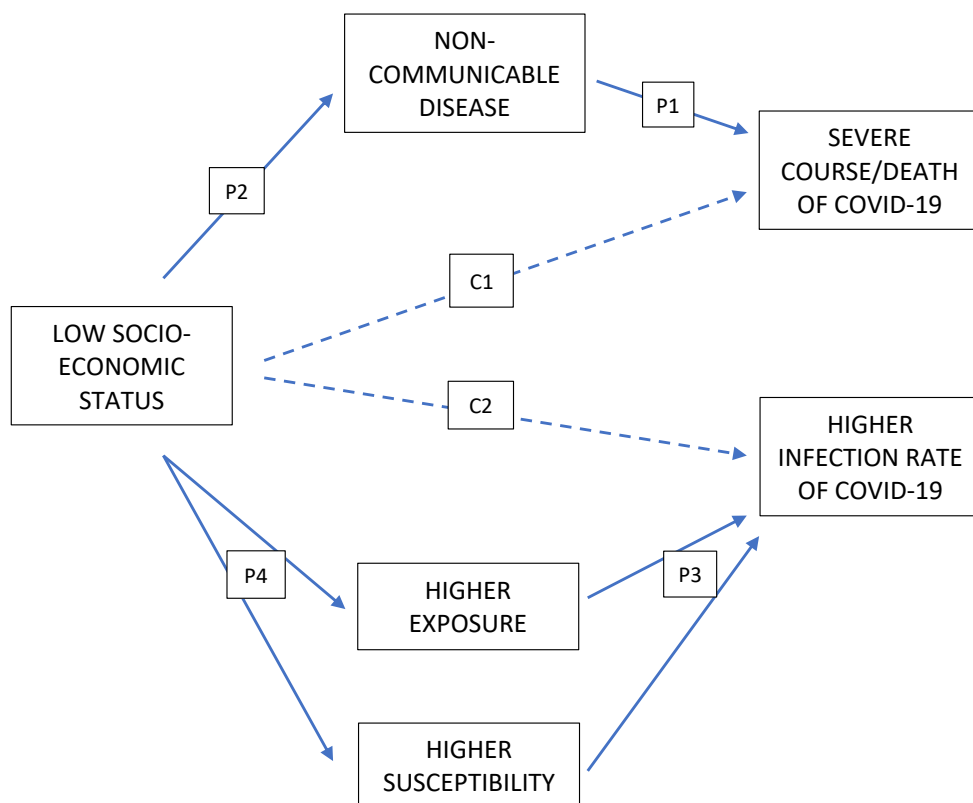 NON-
COMMUNICABLE
DISEASE
P1
SEVERE
COURSE/DEATH
OF COVID-19
P2
C1
LOW SOCIO-
ECONOMIC
STATUS
C2
HIGHER
INFECTION RATE
OF COVID-19
P4
P3
HIGHER
EXPOSURE
HIGHER
SUSCEPTIBILITY